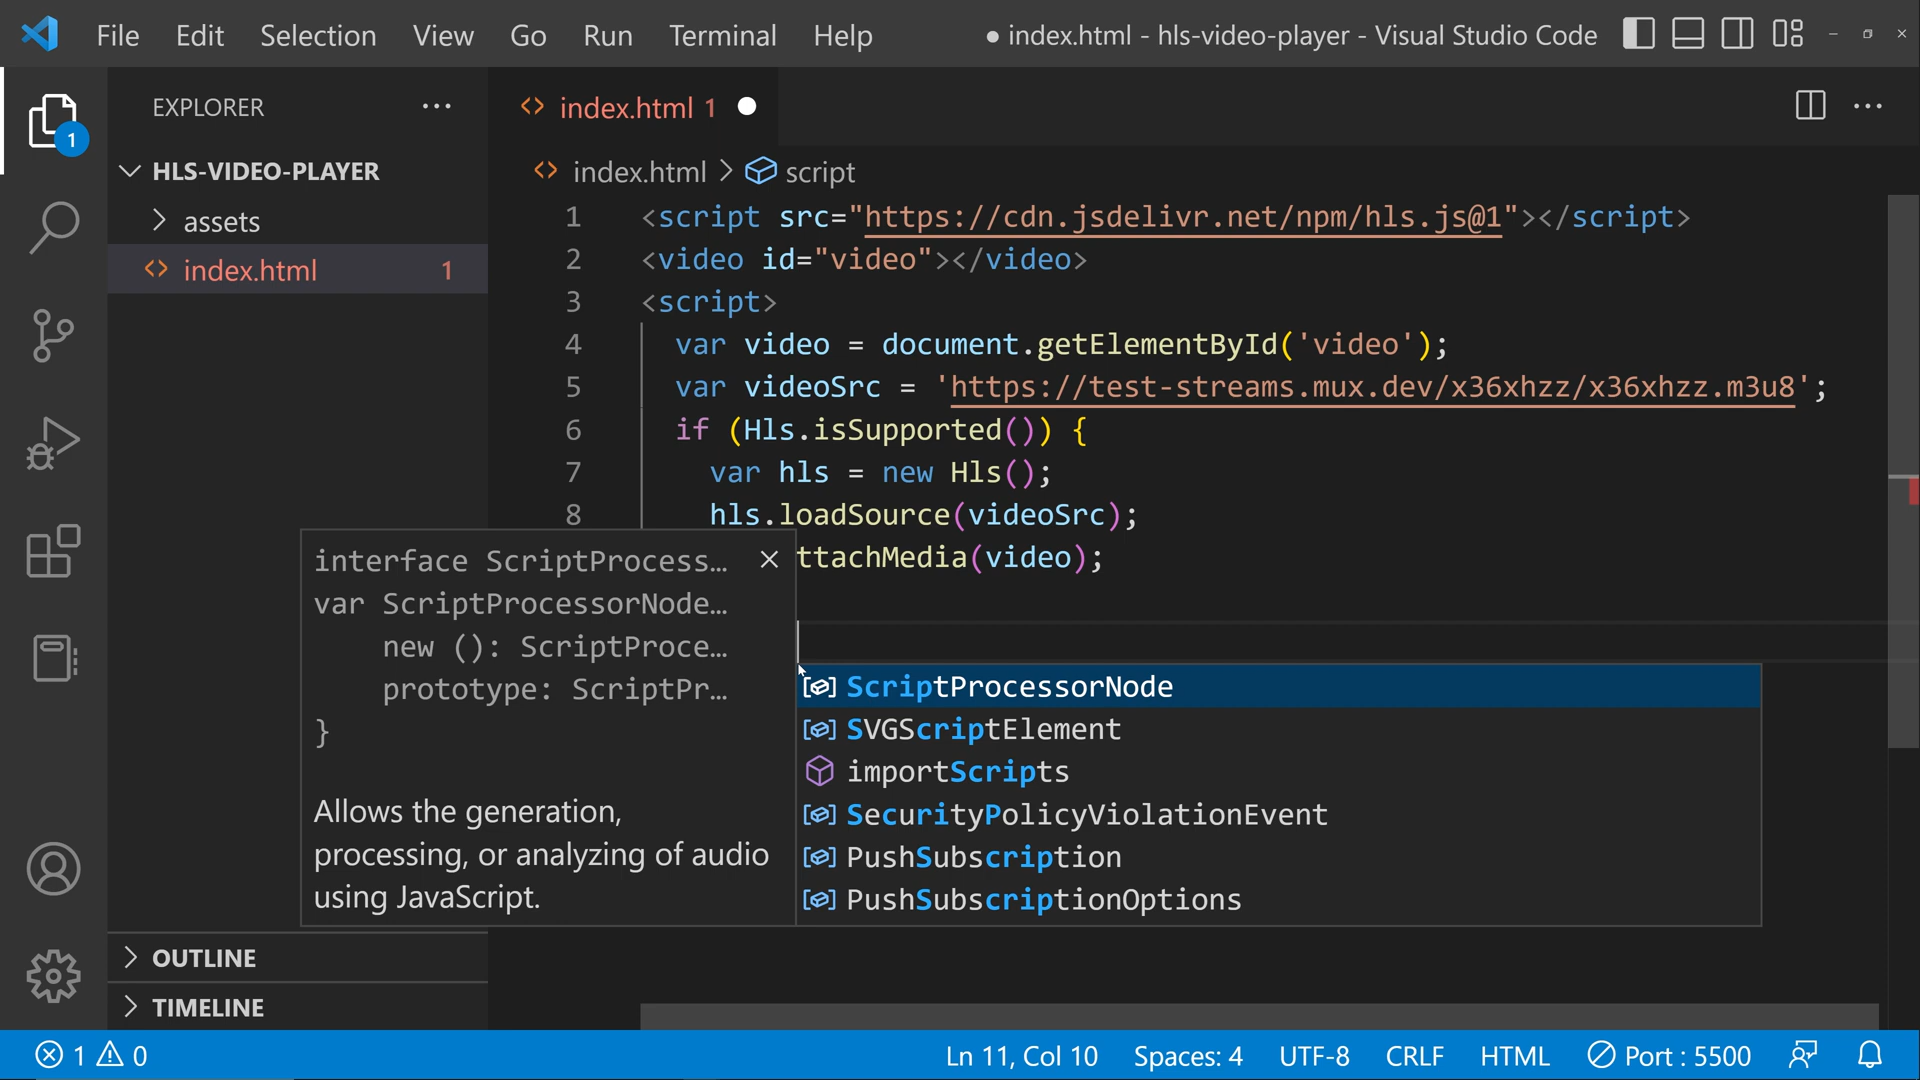 File Edit Selection View Go Run Terminal Help ● index.html - hls-video-player - Visual Studio Code
EXPLORER ···
1
HLS-VIDEO-PLAYER
assets
index.html 1
index.html 1
index.html > script
1 <script src="https://cdn.jsdelivr.net/npm/hls.js@1"></script>
2 <video id="video"></video>
3 <script>
4 var video = document.getElementById('video');
5 var videoSrc = 'https://test-streams.mux.dev/x36xhzz/x36xhzz.m3u8';
6 if (Hls.isSupported()) {
7 var hls = new Hls();
8 hls.loadSource(videoSrc);
ttachMedia(video);
interface ScriptProcess…
var ScriptProcessorNode…
new (): ScriptProce…
prototype: ScriptPr…
}
Allows the generation,
processing, or analyzing of audio
using JavaScript.
ScriptProcessorNode
SVGScriptElement
importScripts
SecurityPolicyViolationEvent
PushSubscription
PushSubscriptionOptions
OUTLINE
TIMELINE
1 0 Ln 11, Col 10 Spaces: 4 UTF-8 CRLF HTML Port : 5500